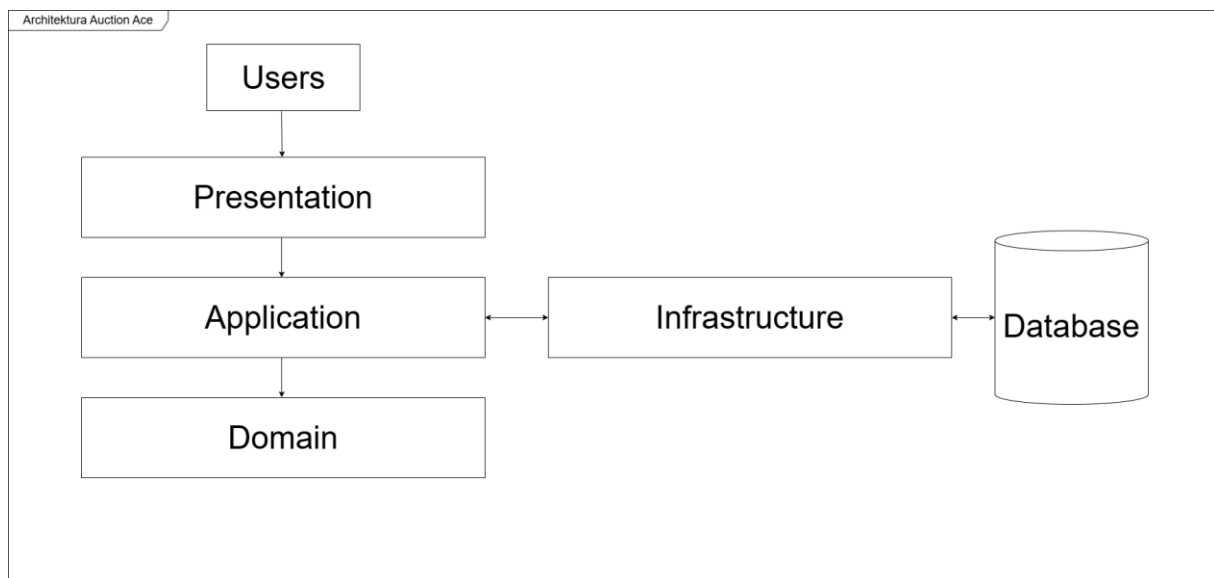 Architektura Auction Ace
Users
Presentation
Application
Infrastructure
Database
Domain